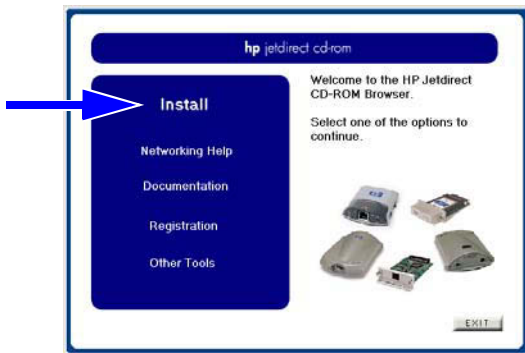 hp jetdirect cd-rom
Install
Networking Help
Documentation
Registration
Other Tools
Welcome to the HP Jetdirect
CD-ROM Browser.
Select one of the options to
continue.
EXIT